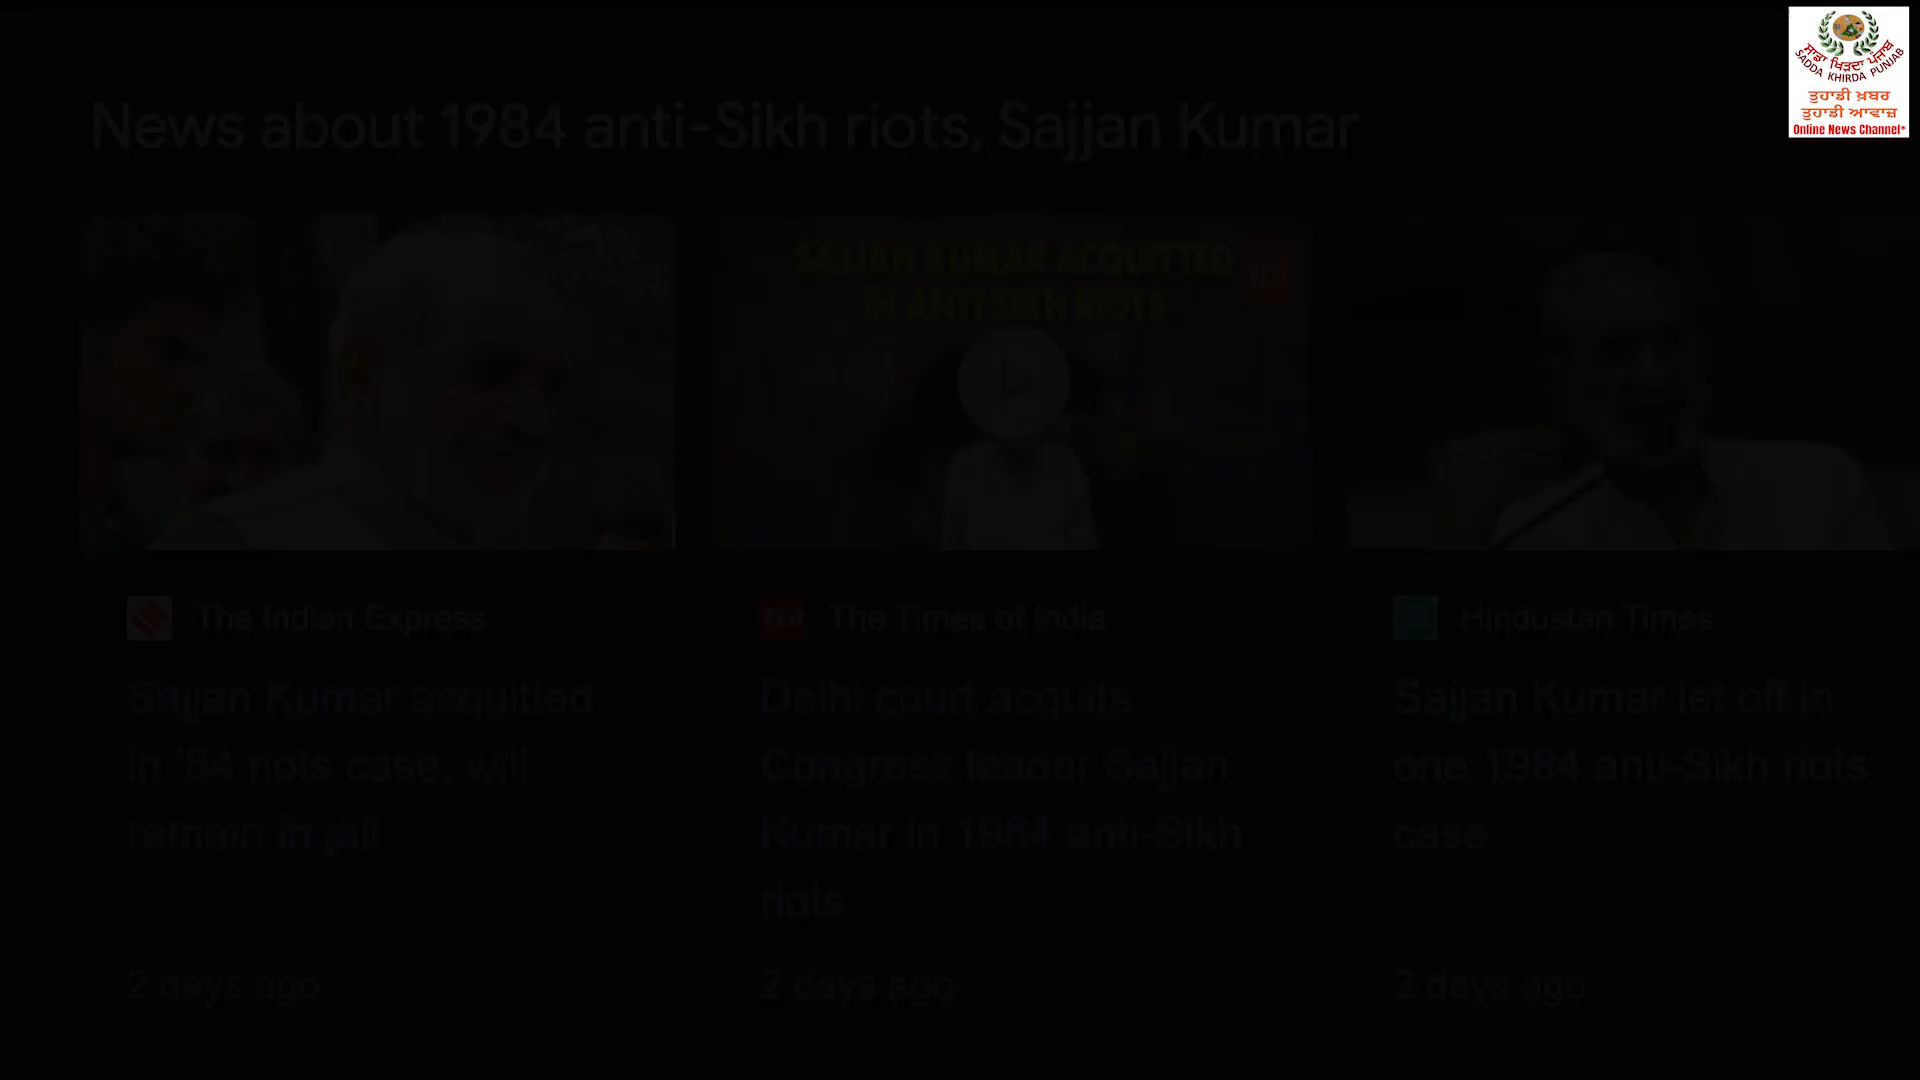 ਸਾਡਾ ਖਿੜਦਾ ਪੰਜਾਬ
SADDA KHIRDA PUNJAB
ਤੁਹਾਡੀ ਖ਼ਬਰ
ਤੁਹਾਡੀ ਆਵਾਜ਼
Online News Channel*
News about 1984 anti-Sikh riots, Sajjan Kumar
SAJJAN KUMAR ACQUITTED
IN ANTI SIKH RIOTS
The Indian Express
Sajjan Kumar acquitted
in '84 riots case, will
remain in jail
2 days ago
The Times of India
Delhi court acquits
Congress leader Sajjan
Kumar in 1984 anti-Sikh
riots
2 days ago
Hindustan Times
Sajjan Kumar let off in
one 1984 anti-Sikh riots
case
2 days ago